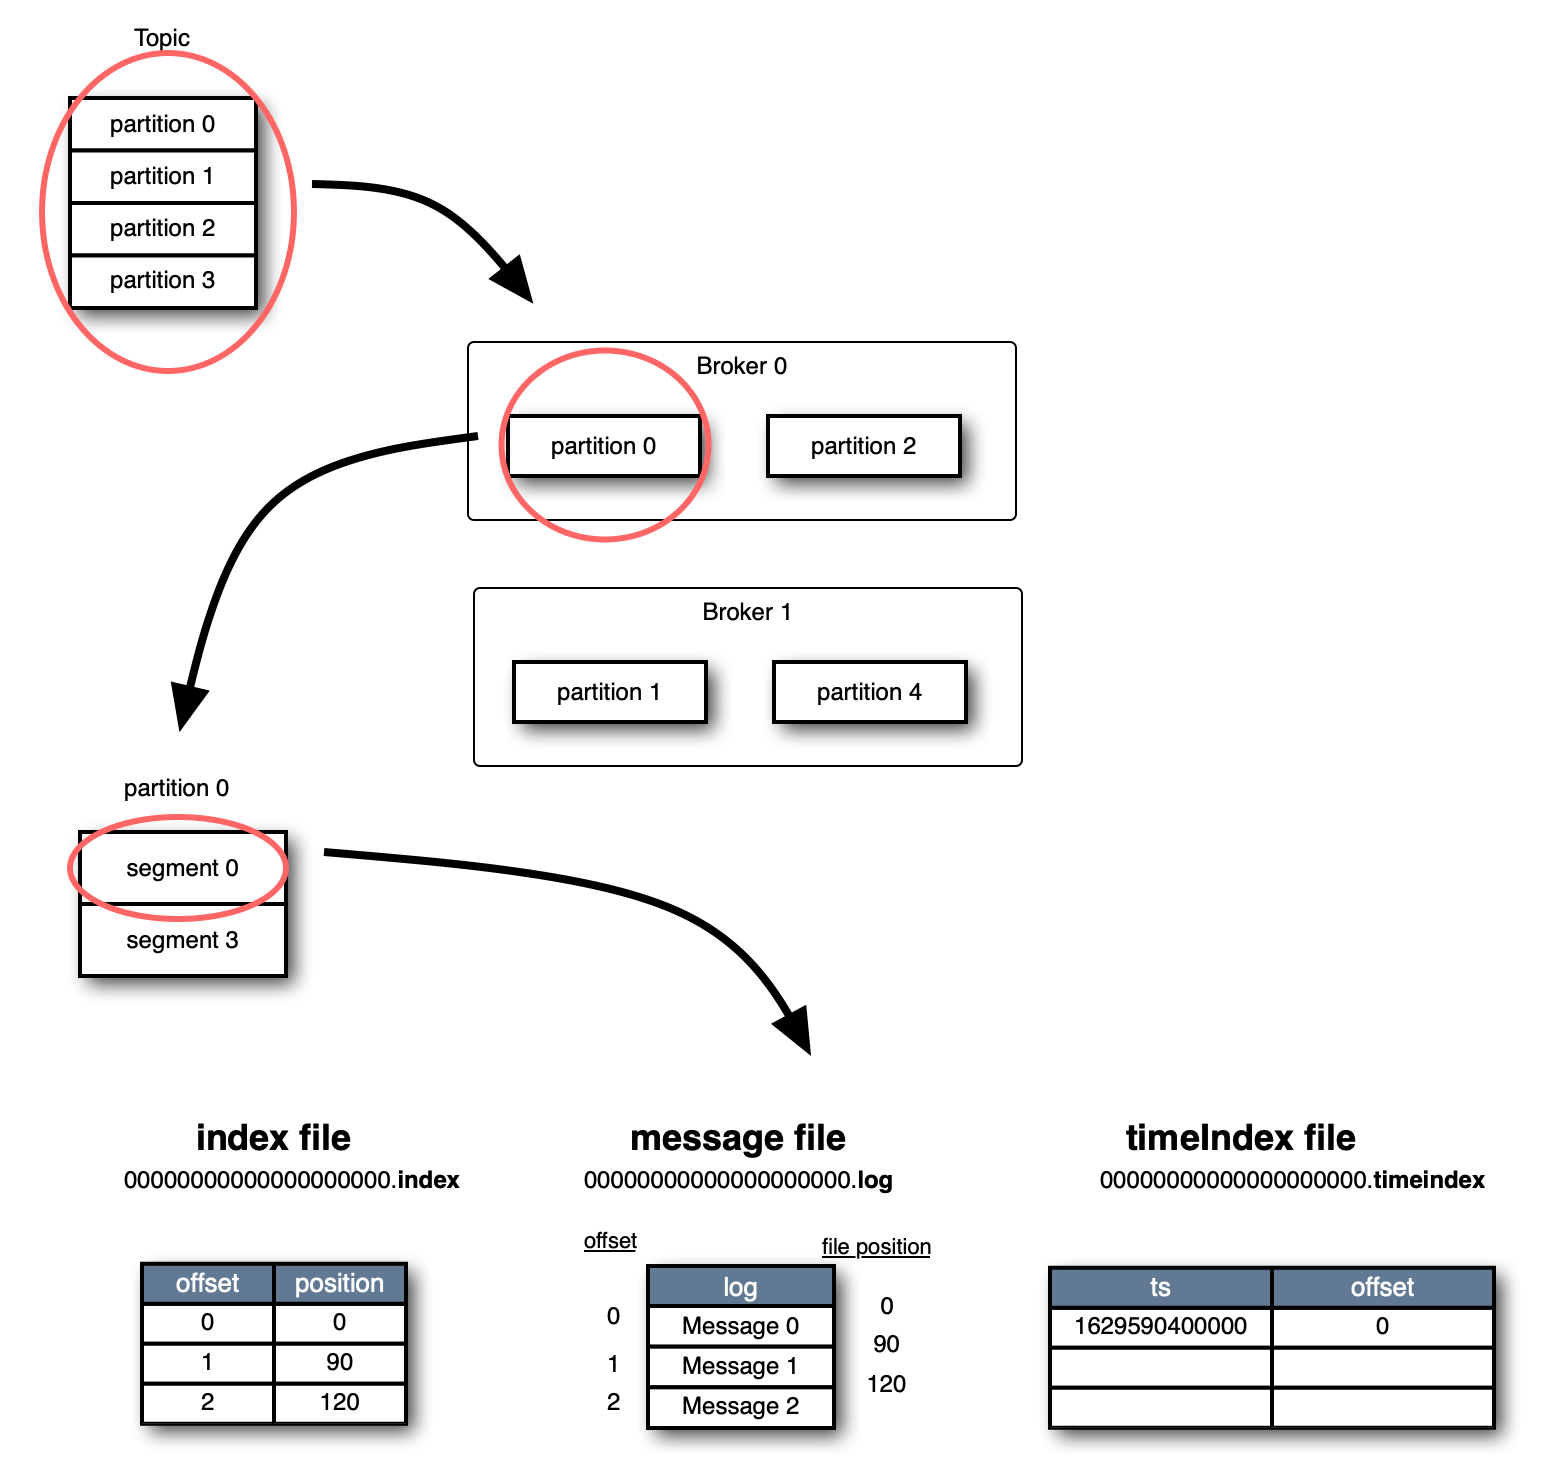 Topic
partition 0
partition 1
partition 2
partition 3
Broker 0
partition 0
partition 2
Broker 1
partition 1
partition 4
partition 0
segment 0
segment 3
index file
00000000000000000000.index
offset position
0 0
1 90
2 120
message file
00000000000000000000.log
offset
file position
log
0 Message 0 0
1 Message 1 90
2 Message 2 120
timeIndex file
00000000000000000000.timeindex
ts offset
1629590400000 0